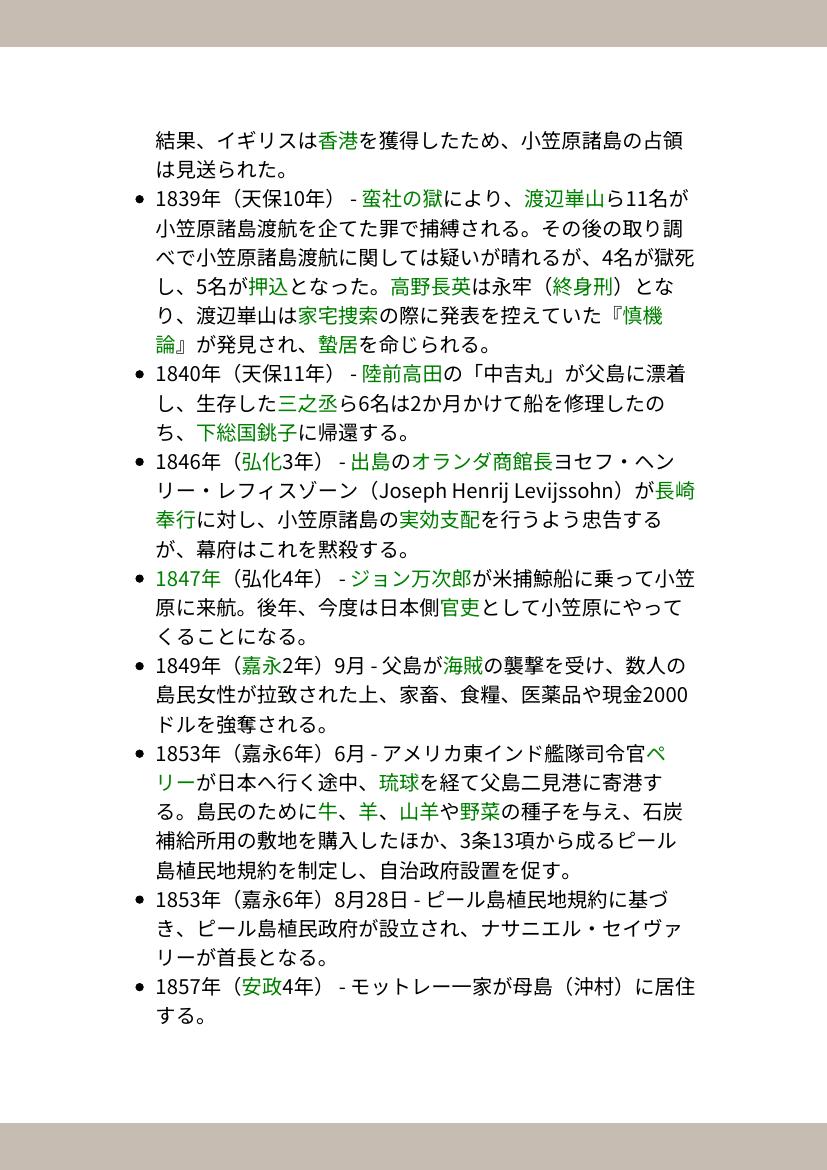 結果、イギリスは香港を獲得したため、小笠原諸島の占領
は見送られた。
• 1839年（天保10年） - 蛮社の獄により、渡辺崋山ら11名が
小笠原諸島渡航を企てた罪で捕縛される。その後の取り調
べで小笠原諸島渡航に関しては疑いが晴れるが、4名が獄死
し、5名が押込となった。高野長英は永牢（終身刑）とな
り、渡辺崋山は家宅捜索の際に発表を控えていた『慎機
論』が発見され、蟄居を命じられる。
• 1840年（天保11年） - 陸前高田の「中吉丸」が父島に漂着
し、生存した三之丞ら6名は2か月かけて船を修理したの
ち、下総国銚子に帰還する。
• 1846年（弘化3年） - 出島のオランダ商館長ヨセフ・ヘン
リー・レフィスゾーン（Joseph Henrij Levijssohn）が長崎
奉行に対し、小笠原諸島の実効支配を行うよう忠告する
が、幕府はこれを黙殺する。
• 1847年（弘化4年） - ジョン万次郎が米捕鯨船に乗って小笠
原に来航。後年、今度は日本側官吏として小笠原にやって
くることになる。
• 1849年（嘉永2年）9月 - 父島が海賊の襲撃を受け、数人の
島民女性が拉致された上、家畜、食糧、医薬品や現金2000
ドルを強奪される。
• 1853年（嘉永6年）6月 - アメリカ東インド艦隊司令官ペ
リーが日本へ行く途中、琉球を経て父島二見港に寄港す
る。島民のために牛、羊、山羊や野菜の種子を与え、石炭
補給所用の敷地を購入したほか、3条13項から成るピール
島植民地規約を制定し、自治政府設置を促す。
• 1853年（嘉永6年）8月28日 - ピール島植民地規約に基づ
き、ピール島植民政府が設立され、ナサニエル・セイヴァ
リーが首長となる。
• 1857年（安政4年） - モットレー一家が母島（沖村）に居住
する。